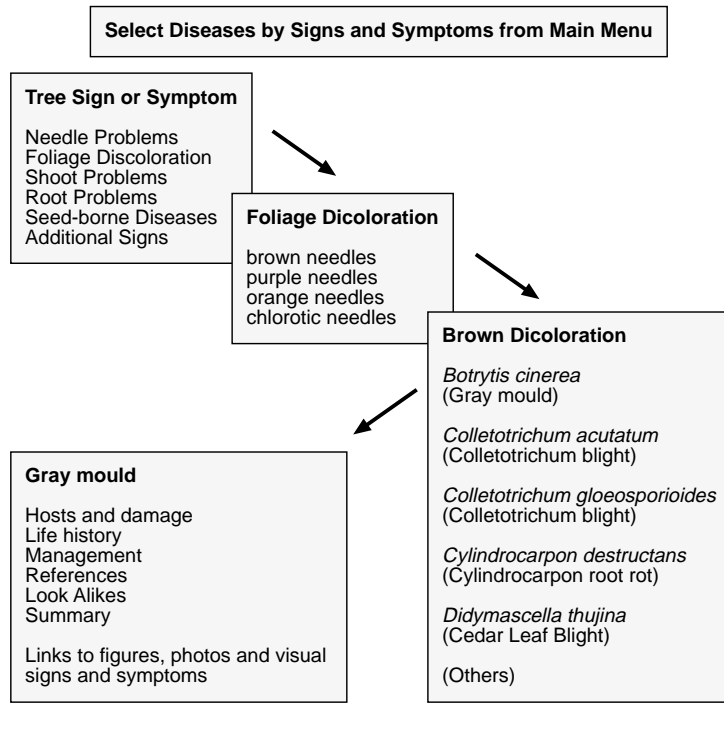 Select Diseases by Signs and Symptoms from Main Menu
Tree Sign or Symptom
Needle Problems
Foliage Discoloration
Shoot Problems
Root Problems
Seed-borne Diseases
Additional Signs
Foliage Dicoloration
brown needles
purple needles
orange needles
chlorotic needles
Brown Dicoloration
Botrytis cinerea
(Gray mould)
Colletotrichum acutatum
(Colletotrichum blight)
Colletotrichum gloeosporioides
(Colletotrichum blight)
Cylindrocarpon destructans
(Cylindrocarpon root rot)
Didymascella thujina
(Cedar Leaf Blight)
(Others)
Gray mould
Hosts and damage
Life history
Management
References
Look Alikes
Summary
Links to figures, photos and visual
signs and symptoms